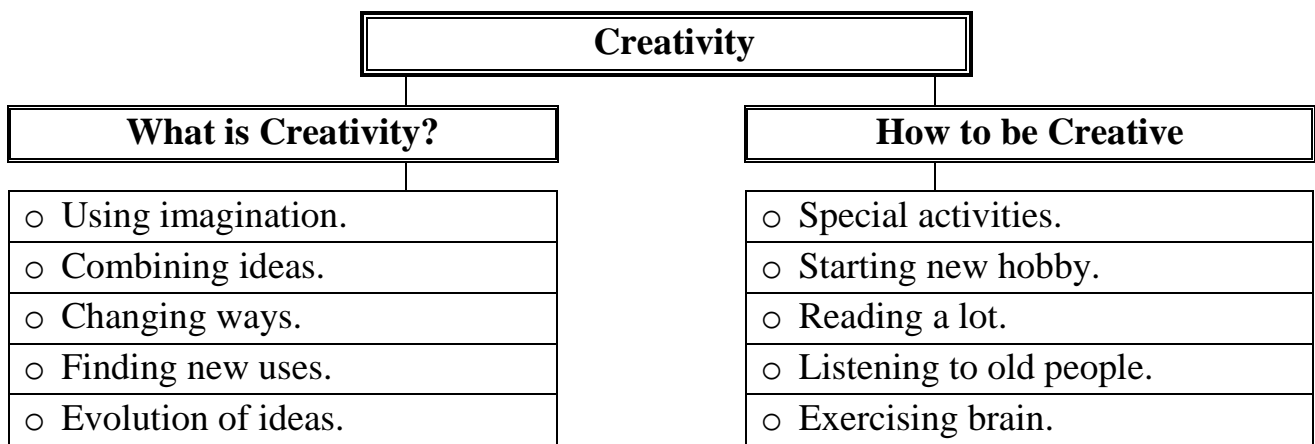 Creativity
What is Creativity?
○ Using imagination.
○ Combining ideas.
○ Changing ways.
○ Finding new uses.
○ Evolution of ideas.
How to be Creative
○ Special activities.
○ Starting new hobby.
○ Reading a lot.
○ Listening to old people.
○ Exercising brain.